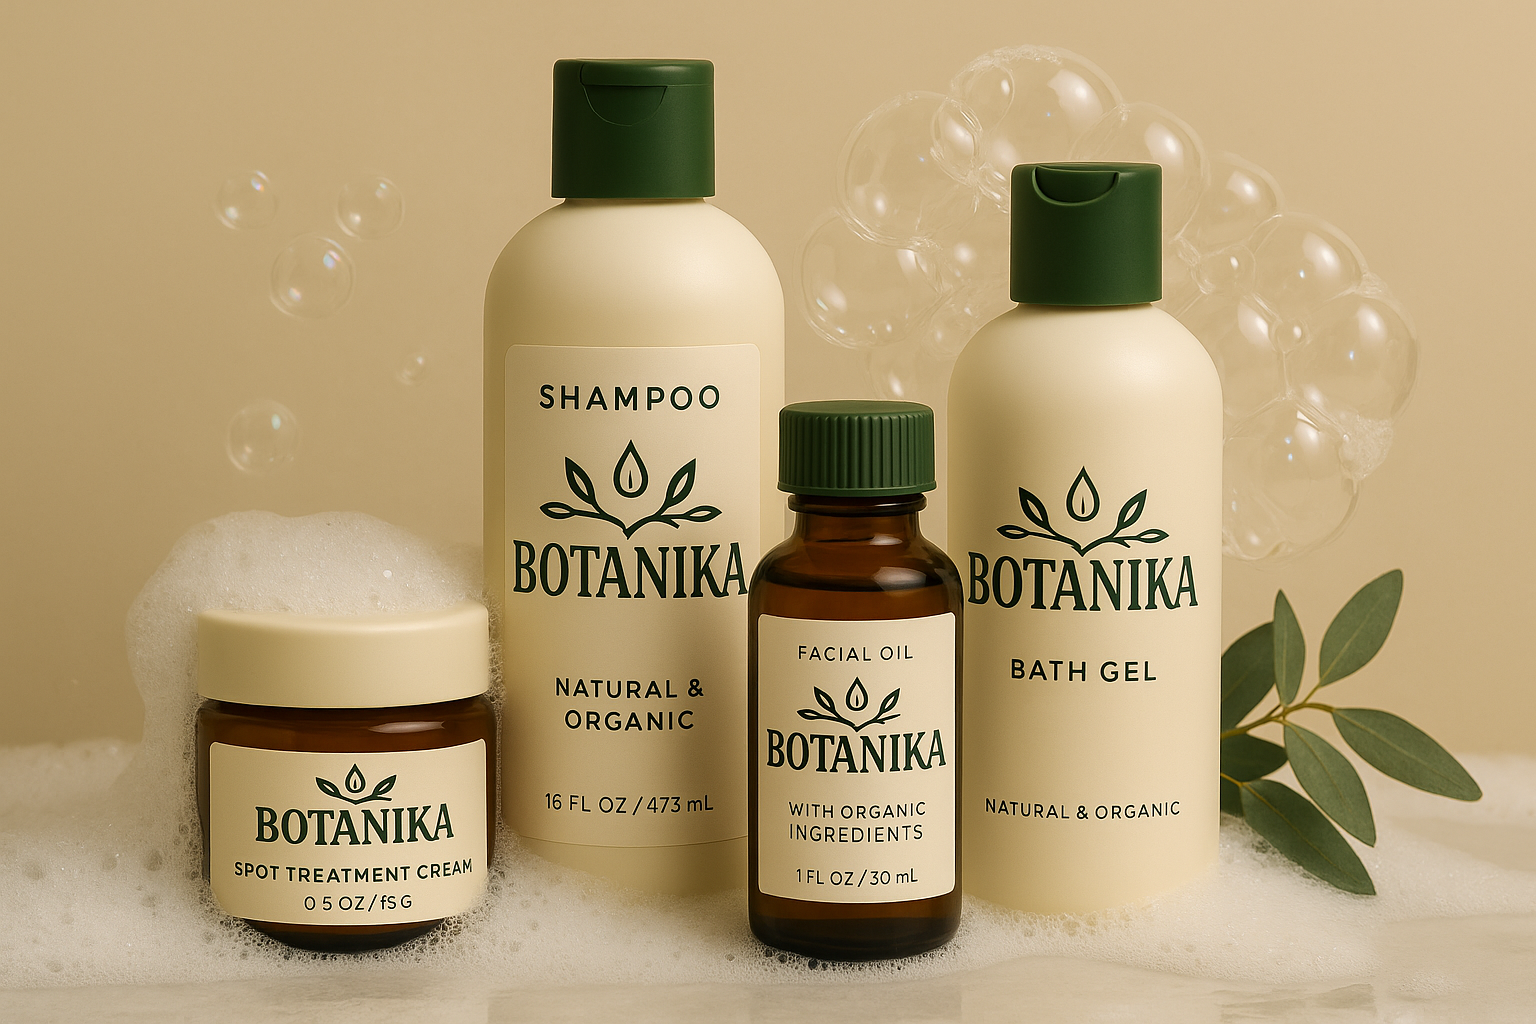 SHAMPOO
BOTANIKA
NATURAL &
ORGANIC
16 FL OZ / 473 mL
BOTANIKA
SPOT TREATMENT CREAM
0 5 OZ / fSG
FACIAL OIL
BOTANIKA
WITH ORGANIC
INGREDIENTS
1 FL OZ / 30 mL
BOTANIKA
BATH GEL
NATURAL & ORGANIC